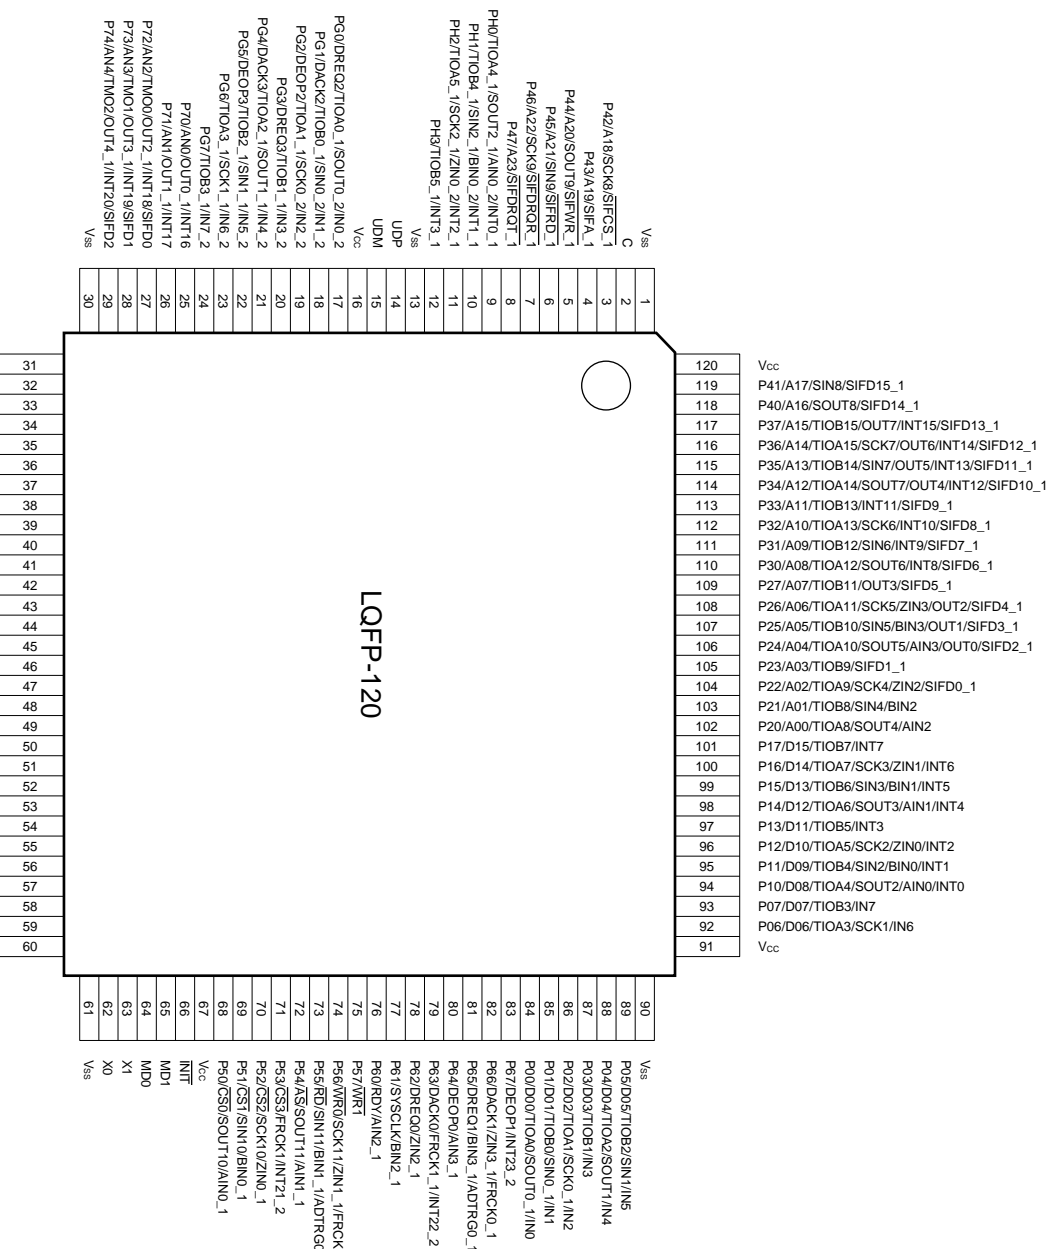 Vss
P74/AN4/TMO2/OUT4_1/INT20/SIFD2
P73/AN3/TMO1/OUT3_1/INT19/SIFD1
P72/AN2/TMO0/OUT2_1/INT18/SIFD0
P71/AN1/OUT1_1/INT17
P70/AN0/OUT0_1/INT16
PG7/TIOB3_1/IN7_2
PG6/TIOA3_1/SCK1_1/IN6_2
PG5/DEOP3/TIOB2_1/SIN1_1/IN5_2
PG4/DACK3/TIOA2_1/SOUT1_1/IN4_2
PG3/DREQ3/TIOB1_1/IN3_2
PG2/DEOP2/TIOA1_1/SCK0_2/IN2_2
PG1/DACK2/TIOB0_1/SIN0_2/IN1_2
PG0/DREQ2/TIOA0_1/SOUT0_2/IN0_2
Vcc
UDM
UDP
Vss
PH3/TIOB5_1/INT3_1
PH2/TIOA5_1/SCK2_1/ZIN0_2/INT2_1
PH1/TIOB4_1/SIN2_1/BIN0_2/INT1_1
PH0/TIOA4_1/SOUT2_1/AIN0_2/INT0_1
P47/A23/SIFDRQT_1
P46/A22/SCK9/SIFDRQR_1
P45/A21/SIN9/SIFRD_1
P44/A20/SOUT9/SIFWR_1
P43/A19/SIFA_1
P42/A18/SCK8/SIFCS_1
C
Vss
30
29
28
27
26
25
24
23
22
21
20
19
18
17
16
15
14
13
12
11
10
9
8
7
6
5
4
3
2
1
31
32
33
34
35
36
37
38
39
40
41
42
43
44
45
46
47
48
49
50
51
52
53
54
55
56
57
58
59
60
LQFP-120
120 Vcc
119 P41/A17/SIN8/SIFD15_1
118 P40/A16/SOUT8/SIFD14_1
117 P37/A15/TIOB15/OUT7/INT15/SIFD13_1
116 P36/A14/TIOA15/SCK7/OUT6/INT14/SIFD12_1
115 P35/A13/TIOB14/SIN7/OUT5/INT13/SIFD11_1
114 P34/A12/TIOA14/SOUT7/OUT4/INT12/SIFD10_1
113 P33/A11/TIOB13/INT11/SIFD9_1
112 P32/A10/TIOA13/SCK6/INT10/SIFD8_1
111 P31/A09/TIOB12/SIN6/INT9/SIFD7_1
110 P30/A08/TIOA12/SOUT6/INT8/SIFD6_1
109 P27/A07/TIOB11/OUT3/SIFD5_1
108 P26/A06/TIOA11/SCK5/ZIN3/OUT2/SIFD4_1
107 P25/A05/TIOB10/SIN5/BIN3/OUT1/SIFD3_1
106 P24/A04/TIOA10/SOUT5/AIN3/OUT0/SIFD2_1
105 P23/A03/TIOB9/SIFD1_1
104 P22/A02/TIOA9/SCK4/ZIN2/SIFD0_1
103 P21/A01/TIOB8/SIN4/BIN2
102 P20/A00/TIOA8/SOUT4/AIN2
101 P17/D15/TIOB7/INT7
100 P16/D14/TIOA7/SCK3/ZIN1/INT6
99 P15/D13/TIOB6/SIN3/BIN1/INT5
98 P14/D12/TIOA6/SOUT3/AIN1/INT4
97 P13/D11/TIOB5/INT3
96 P12/D10/TIOA5/SCK2/ZIN0/INT2
95 P11/D09/TIOB4/SIN2/BIN0/INT1
94 P10/D08/TIOA4/SOUT2/AIN0/INT0
93 P07/D07/TIOB3/IN7
92 P06/D06/TIOA3/SCK1/IN6
91 Vcc
61
62
63
64
65
66
67
68
69
70
71
72
73
74
75
76
77
78
79
80
81
82
83
84
85
86
87
88
89
90
Vss
X0
X1
MD0
MD1
INIT
Vcc
P50/CS0/SOUT10/AIN0_1
P51/CS1/SIN10/BIN0_1
P52/CS2/SCK10/ZIN0_1
P53/CS3/FRCK1/INT21_2
P54/AS/SOUT11/AIN1_1
P55/RD/SIN11/BIN1_1/ADTRG0
P56/WR0/SCK11/ZIN1_1/FRCK
P57/WR1
P60/RDY/AIN2_1
P61/SYSCLK/BIN2_1
P62/DREQ0/ZIN2_1
P63/DACK0/FRCK1_1/INT22_2
P64/DEOP0/AIN3_1
P65/DREQ1/BIN3_1/ADTRG0_1
P66/DACK1/ZIN3_1/FRCK0_1
P67/DEOP1/INT23_2
P00/D00/TIOA0/SOUT0_1/IN0
P01/D01/TIOB0/SIN0_1/IN1
P02/D02/TIOA1/SCK0_1/IN2
P03/D03/TIOB1/IN3
P04/D04/TIOA2/SOUT1/IN4
P05/D05/TIOB2/SIN1/IN5
Vss